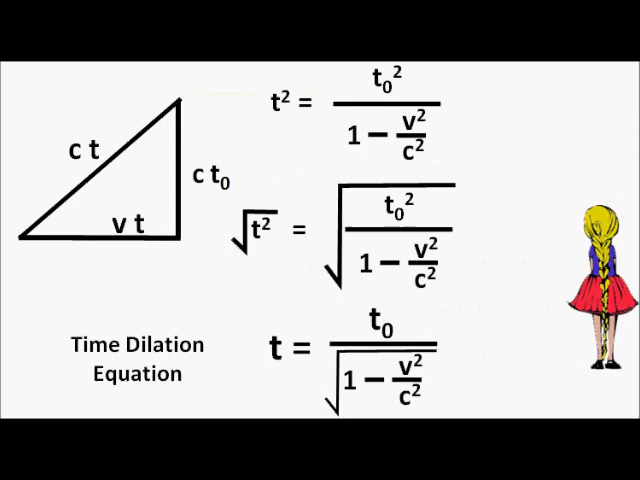 c t
c t₀
v t
t² = t₀² / (1 − v²/c²)
√t² = √(t₀² / (1 − v²/c²))
t = t₀ / √(1 − v²/c²)
Time Dilation
Equation